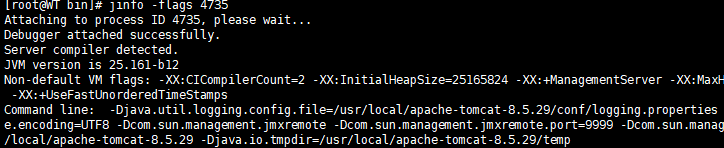 [root@WT bin]# jinfo -flags 4735
Attaching to process ID 4735, please wait...
Debugger attached successfully.
Server compiler detected.
JVM version is 25.161-b12
Non-default VM flags: -XX:CICompilerCount=2 -XX:InitialHeapSize=25165824 -XX:+ManagementServer -XX:MaxH
-XX:+UseFastUnorderedTimeStamps
Command line:  -Djava.util.logging.config.file=/usr/local/apache-tomcat-8.5.29/conf/logging.properties
e.encoding=UTF8 -Dcom.sun.management.jmxremote -Dcom.sun.management.jmxremote.port=9999 -Dcom.sun.mana
/local/apache-tomcat-8.5.29 -Djava.io.tmpdir=/usr/local/apache-tomcat-8.5.29/temp